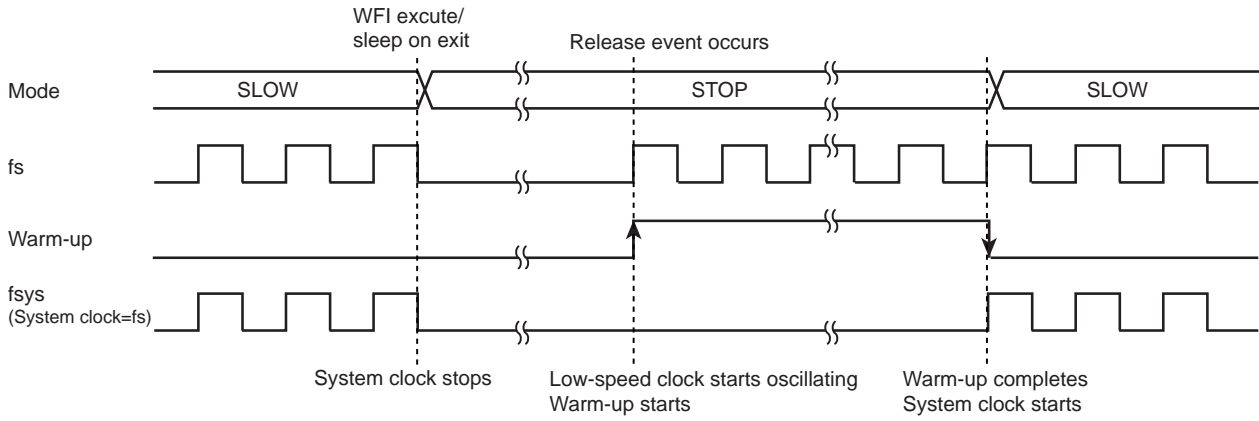 WFI excute/
sleep on exit
Release event occurs
Mode
SLOW
STOP
SLOW
fs
Warm-up
fsys
(System clock=fs)
System clock stops
Low-speed clock starts oscillating
Warm-up starts
Warm-up completes
System clock starts